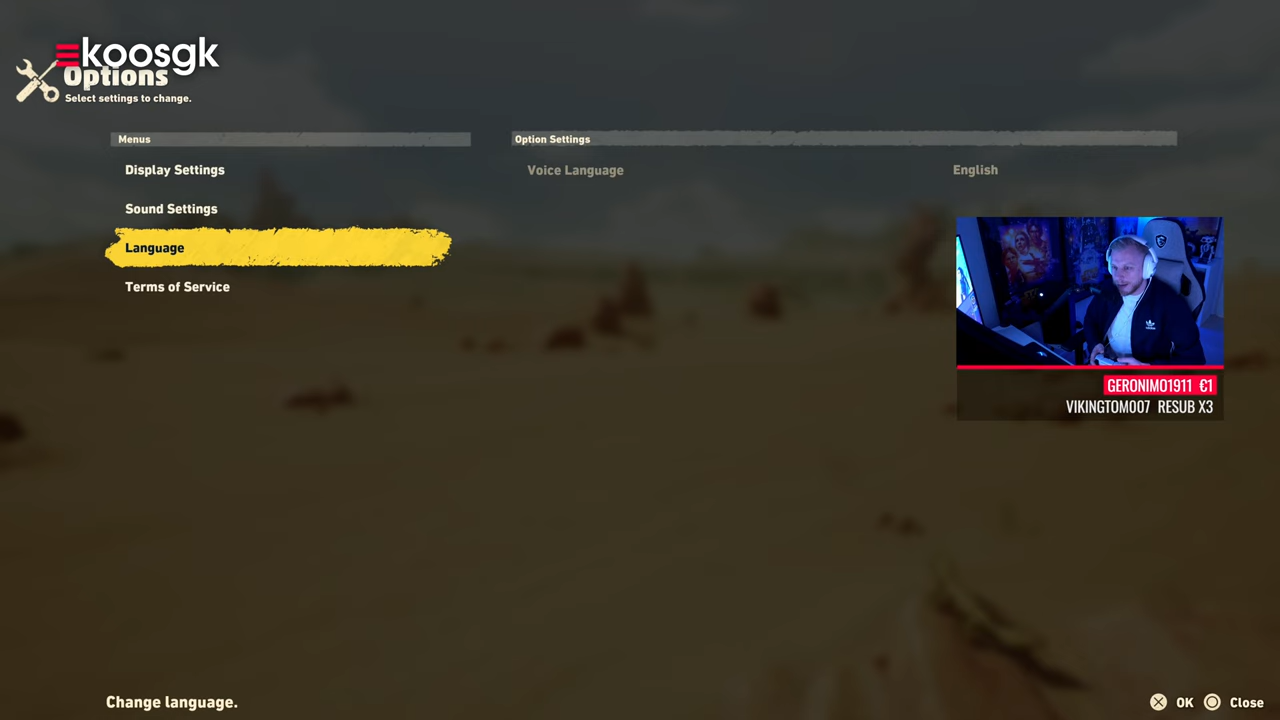 koosgk
Options
Select settings to change.
Menus
Option Settings
Display Settings
Voice Language English
Sound Settings
Language
Terms of Service
GERONIMO1911 €1
VIKINGTOM007 RESUB X3
Change language.
OK Close